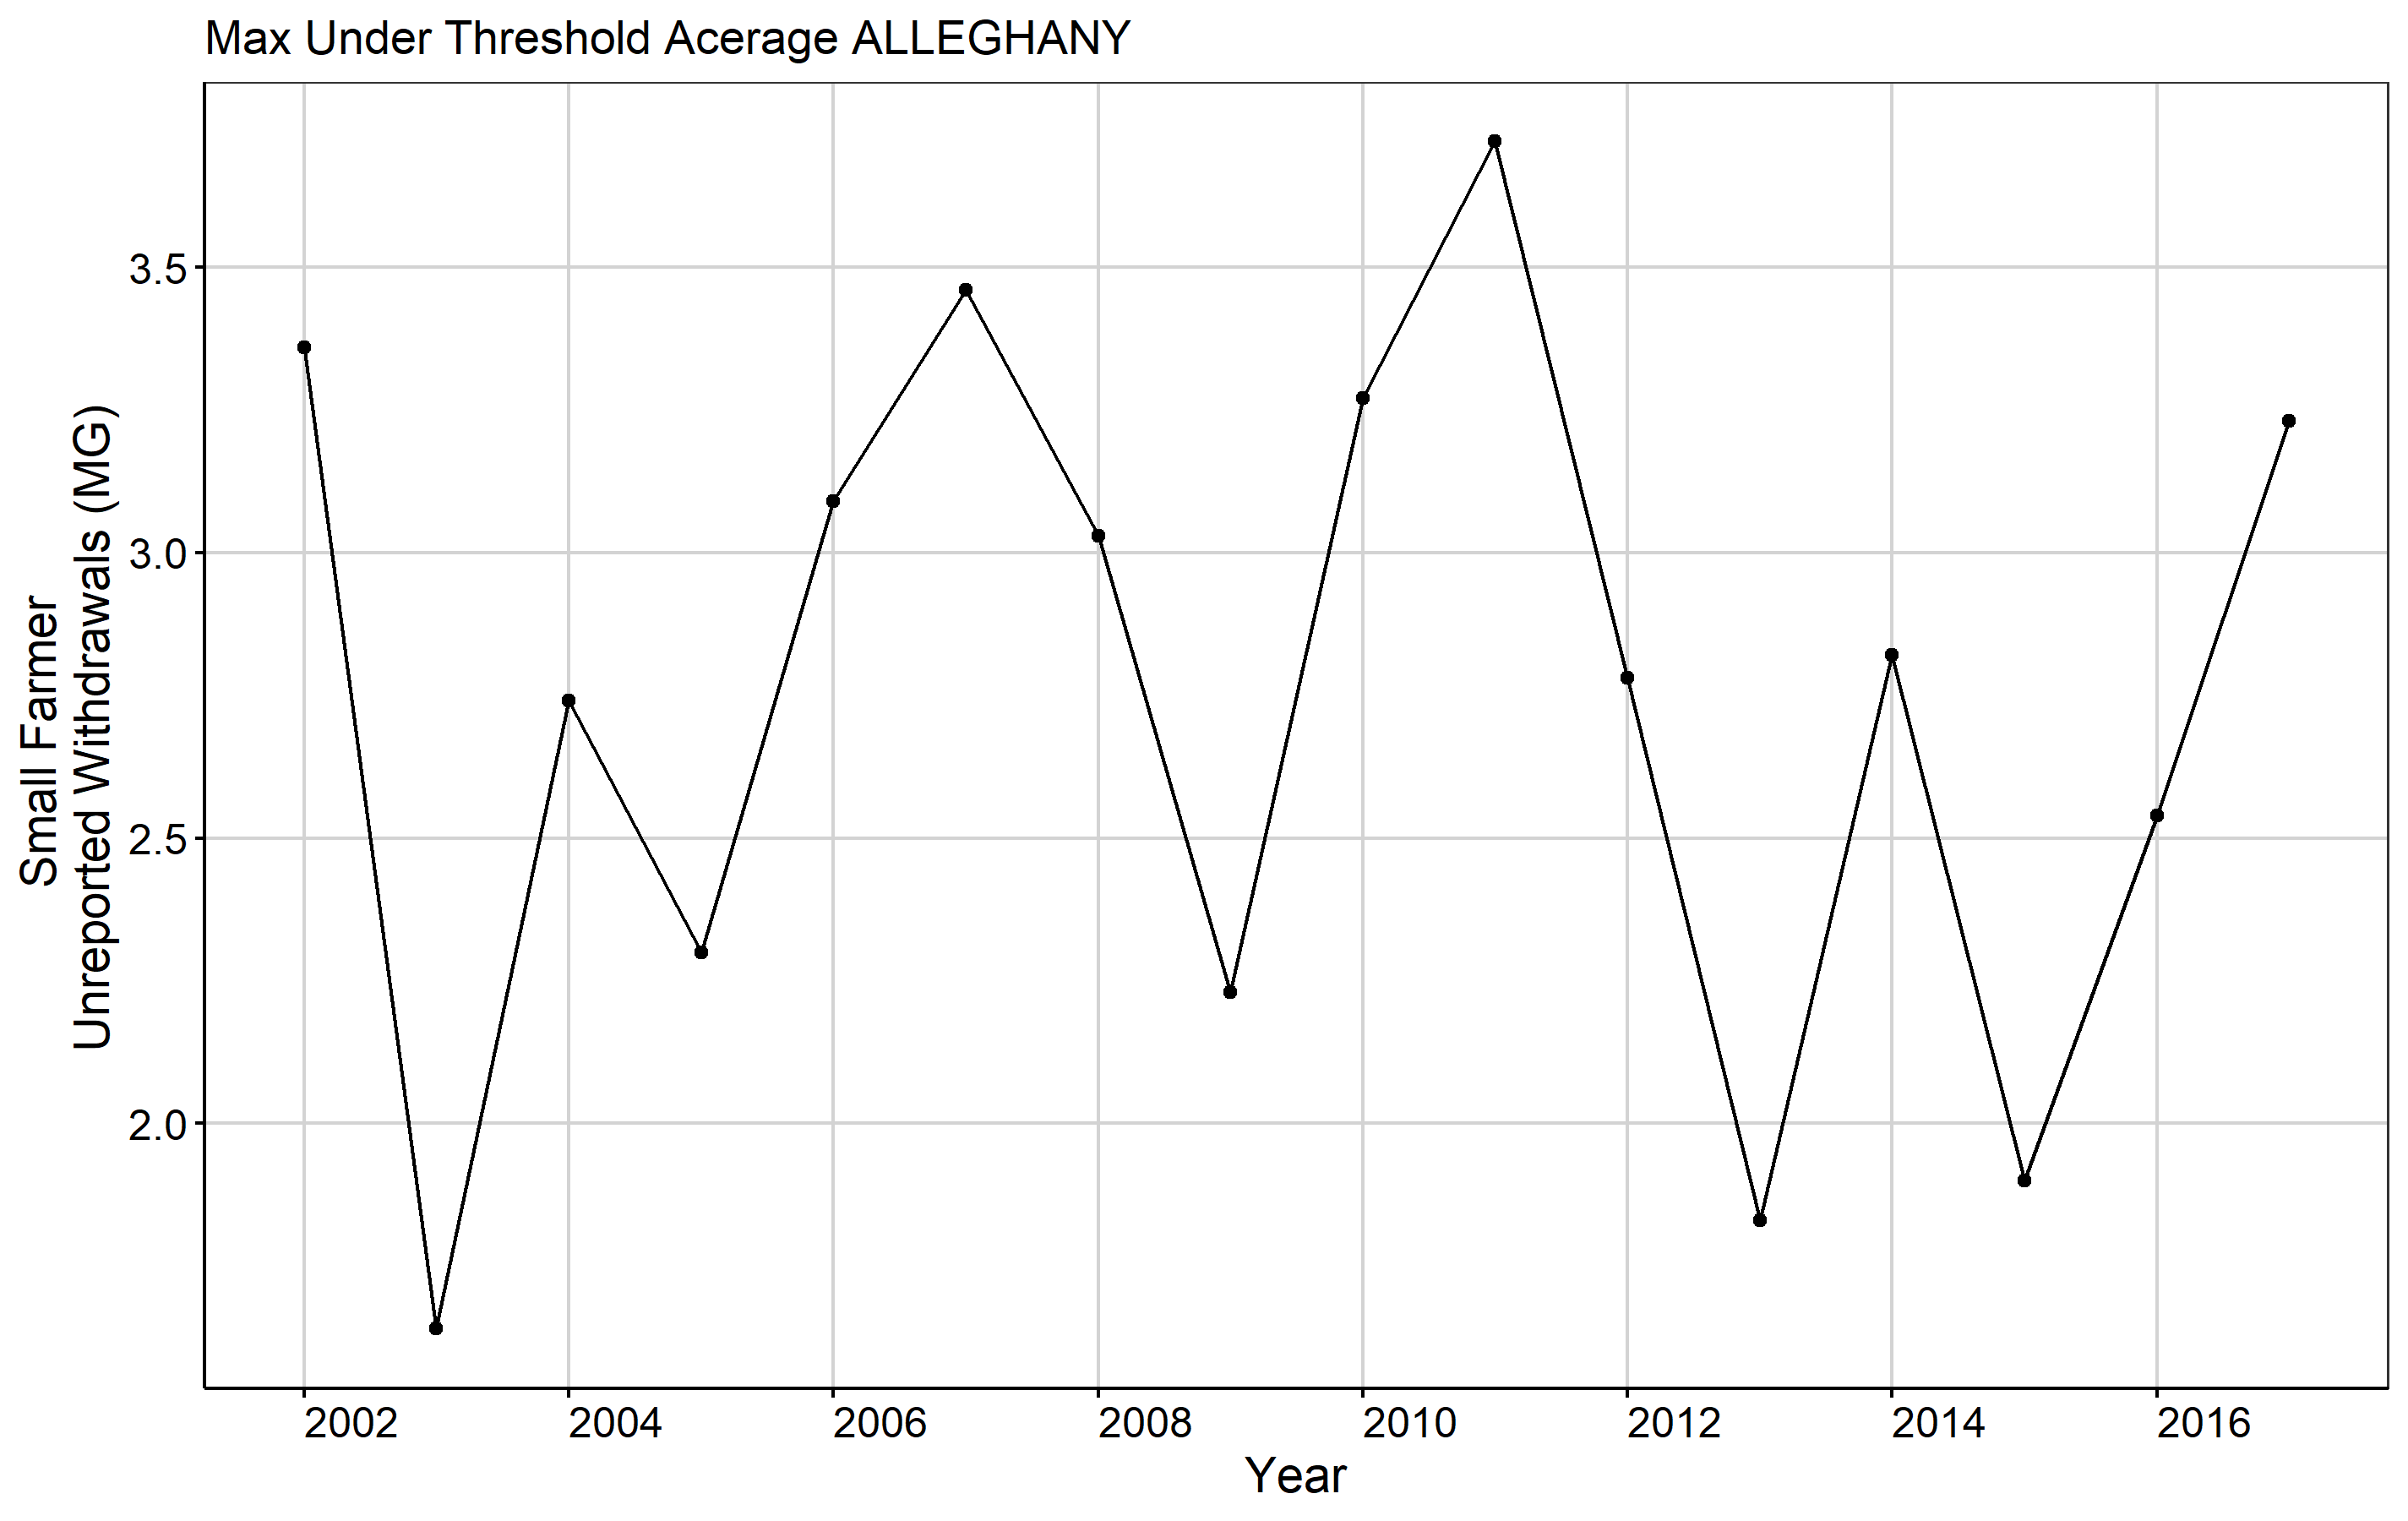 Max Under Threshold Acerage ALLEGHANY
Small Farmer
Unreported Withdrawals (MG)
3.5
3.0
2.5
2.0
2002 2004 2006 2008 2010 2012 2014 2016
Year